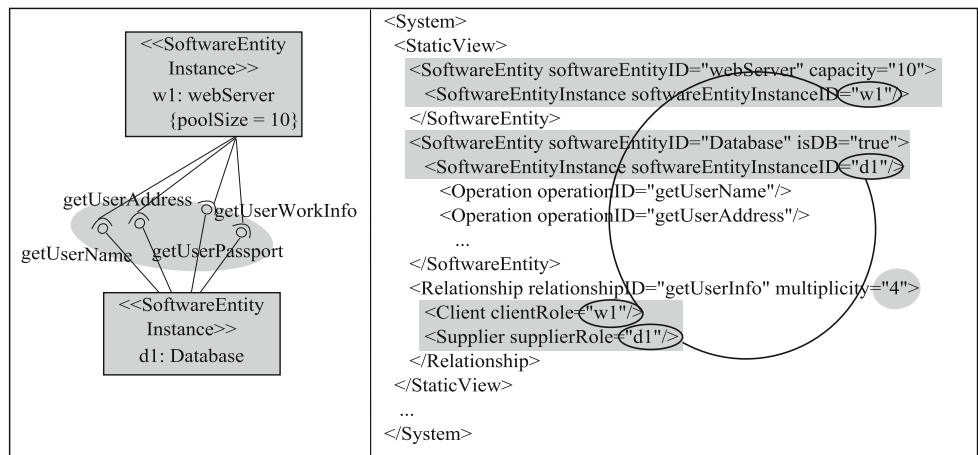 <<SoftwareEntity
Instance>>
w1: webServer
{poolSize = 10}
getUserAddress
getUserWorkInfo
getUserName
getUserPassport
<<SoftwareEntity
Instance>>
d1: Database
<System>
<StaticView>
<SoftwareEntity softwareEntityID="webServer" capacity="10">
<SoftwareEntityInstance softwareEntityInstanceID="w1"/>
</SoftwareEntity>
<SoftwareEntity softwareEntityID="Database" isDB="true">
<SoftwareEntityInstance softwareEntityInstanceID="d1"/>
<Operation operationID="getUserName"/>
<Operation operationID="getUserAddress"/>
...
</SoftwareEntity>
<Relationship relationshipID="getUserInfo" multiplicity="4">
<Client clientRole="w1"/>
<Supplier supplierRole="d1"/>
</Relationship>
</StaticView>
...
</System>